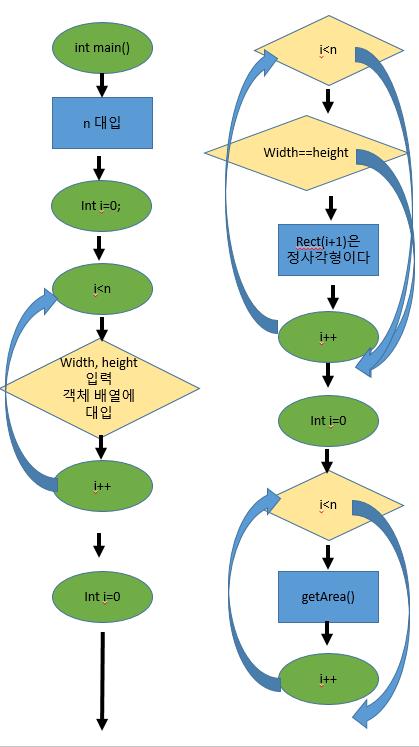 int main()
n 대입
Int i=0;
i<n
Width, height
입력
객체 배열에
대입
i++
Int i=0
i<n
Width==height
Rect(i+1)은
정사각형이다
i++
Int i=0
i<n
getArea()
i++